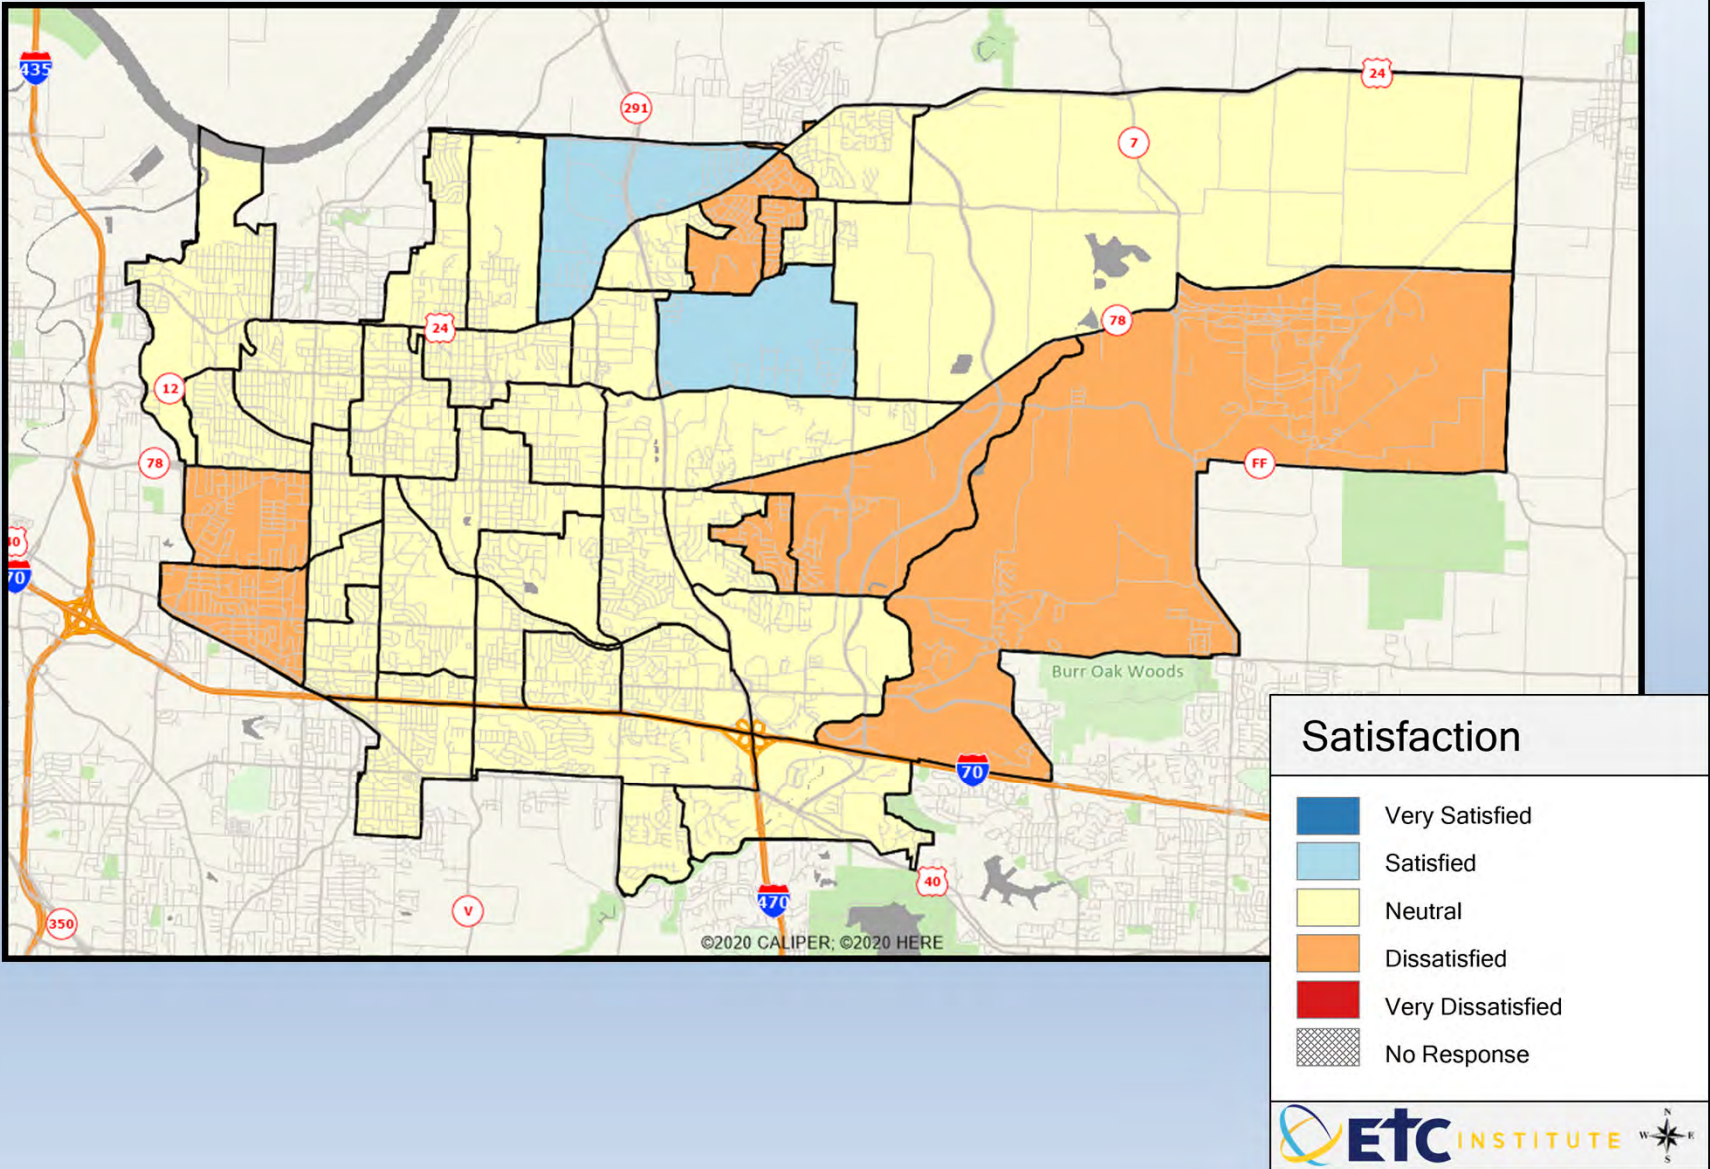 435
24
291
7
24
78
12
78
FF
40
70
Burr Oak Woods
70
40
470
V
350
©2020 CALIPER; ©2020 HERE
Satisfaction
Very Satisfied
Satisfied
Neutral
Dissatisfied
Very Dissatisfied
No Response
ETC INSTITUTE
N
W E
S